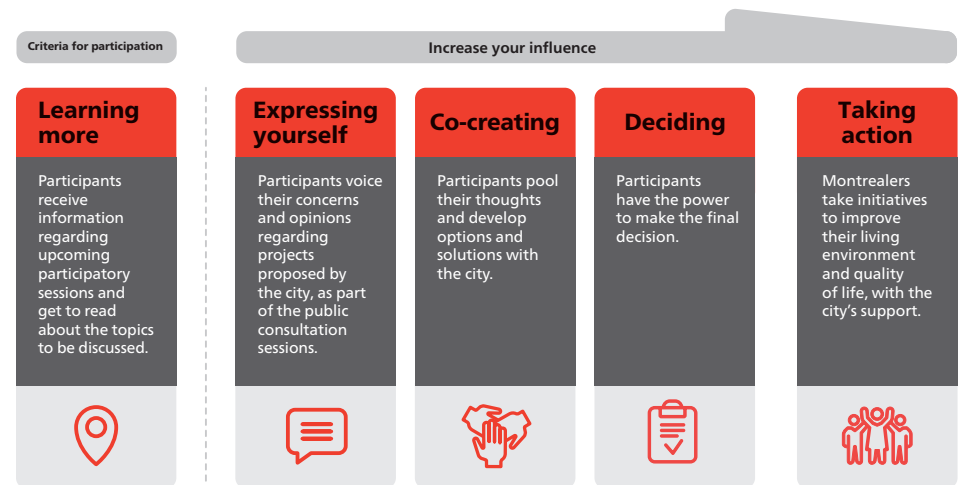 Criteria for participation
Increase your influence
Learning
more
Participants
receive
information
regarding
upcoming
participatory
sessions and
get to read
about the topics
to be discussed.
Expressing
yourself
Participants voice
their concerns
and opinions
regarding
projects
proposed by
the city, as part
of the public
consultation
sessions.
Co-creating
Participants pool
their thoughts
and develop
options and
solutions with
the city.
Deciding
Participants
have the power
to make the final
decision.
Taking
action
Montrealers
take initiatives
to improve
their living
environment
and quality
of life, with the
city’s support.